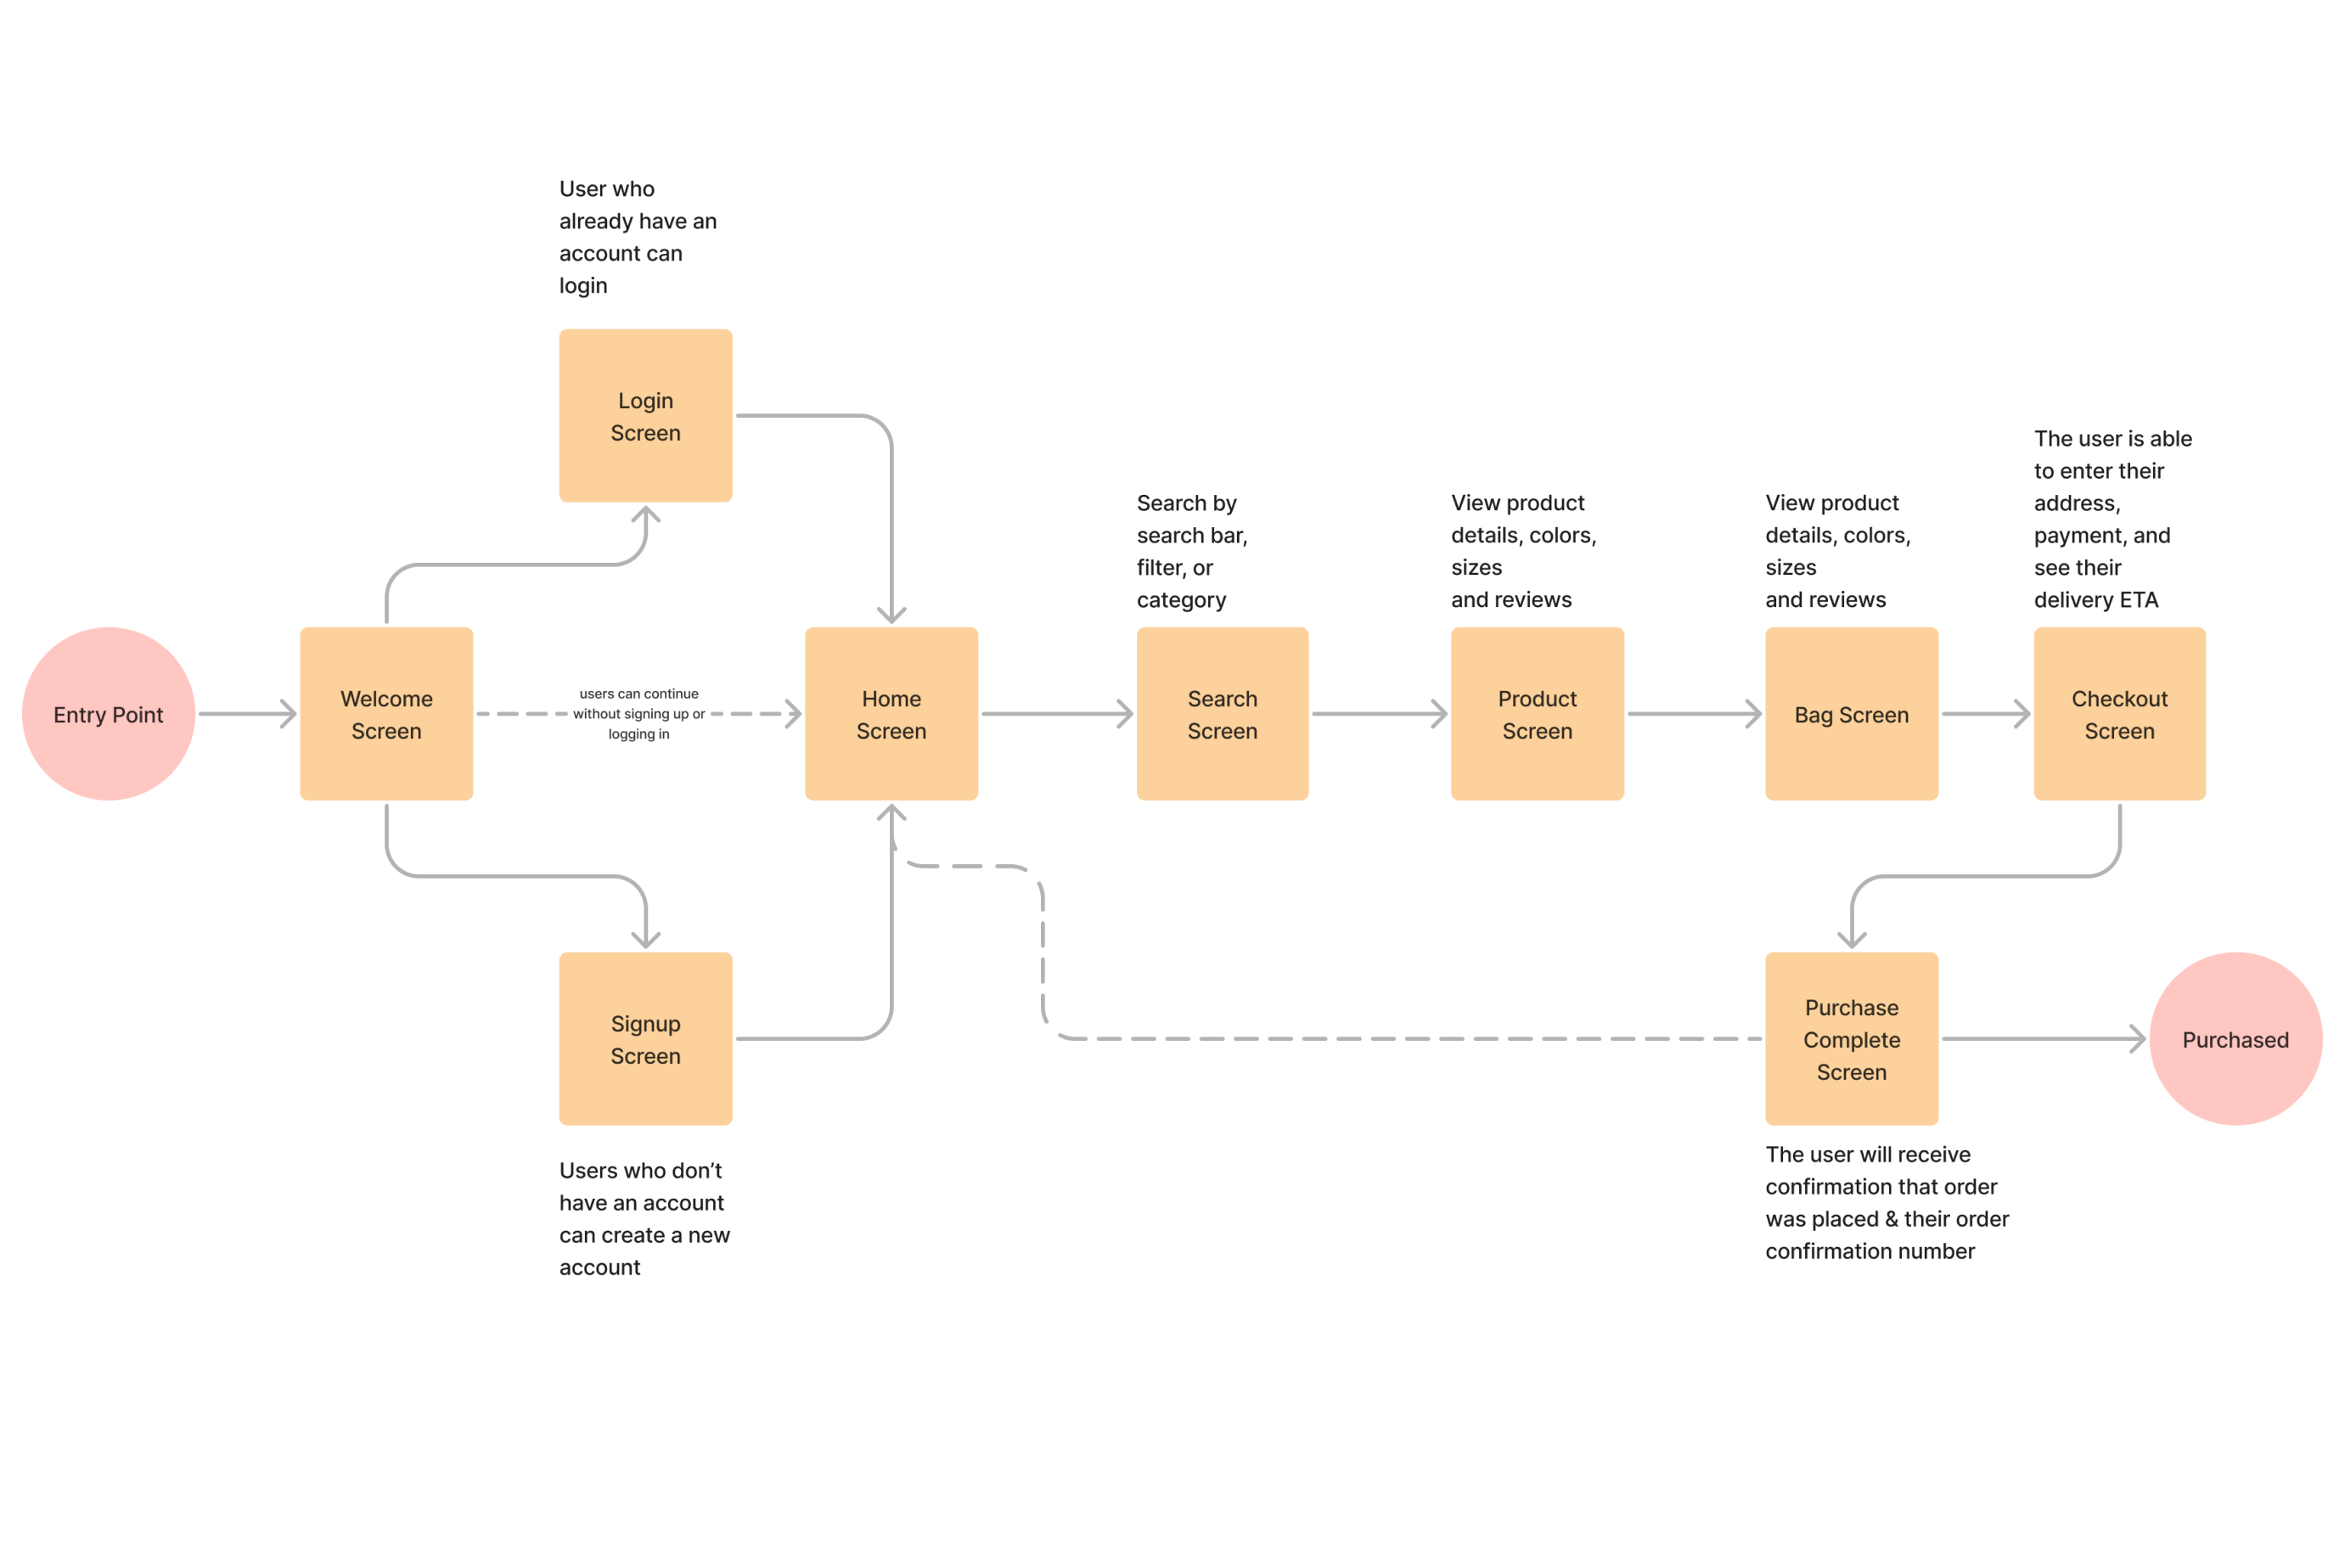 User who
already have an
account can
login
Login
Screen
Entry Point
Welcome
Screen
users can continue
without signing up or
logging in
Home
Screen
Search by
search bar,
filter, or
category
Search
Screen
View product
details, colors,
sizes
and reviews
Product
Screen
View product
details, colors,
sizes
and reviews
Bag Screen
The user is able
to enter their
address,
payment, and
see their
delivery ETA
Checkout
Screen
Signup
Screen
Users who don’t
have an account
can create a new
account
Purchase
Complete
Screen
The user will receive
confirmation that order
was placed & their order
confirmation number
Purchased